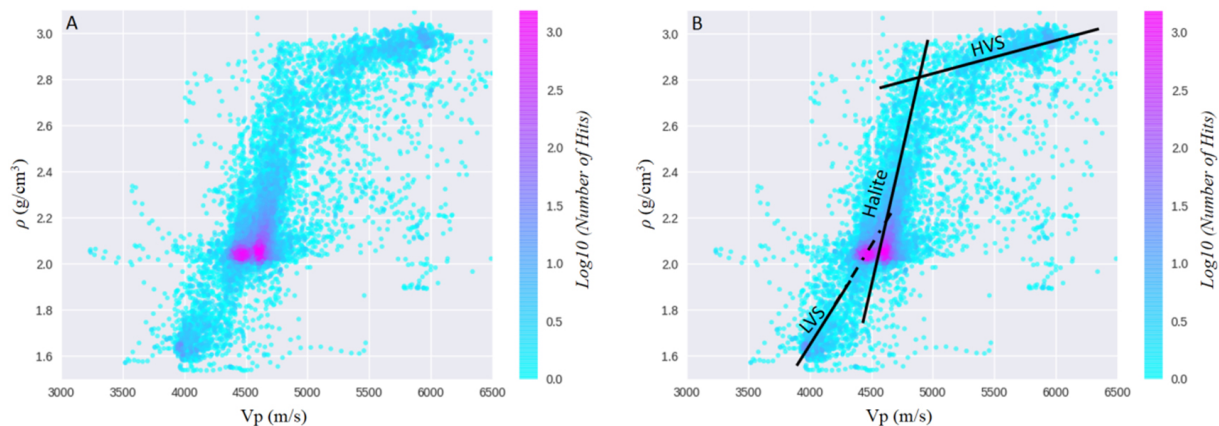 A
3.0
2.8
2.6
2.4
2.2
2.0
1.8
1.6
ρ (g/cm³)
3000 3500 4000 4500 5000 5500 6000 6500
Vp (m/s)
3.0
2.5
2.0
1.5
1.0
0.5
0.0
Log10 (Number of Hits)
B
HVS
Halite
LVS
3.0
2.8
2.6
2.4
2.2
2.0
1.8
1.6
ρ (g/cm³)
3000 3500 4000 4500 5000 5500 6000 6500
Vp (m/s)
3.0
2.5
2.0
1.5
1.0
0.5
0.0
Log10 (Number of Hits)